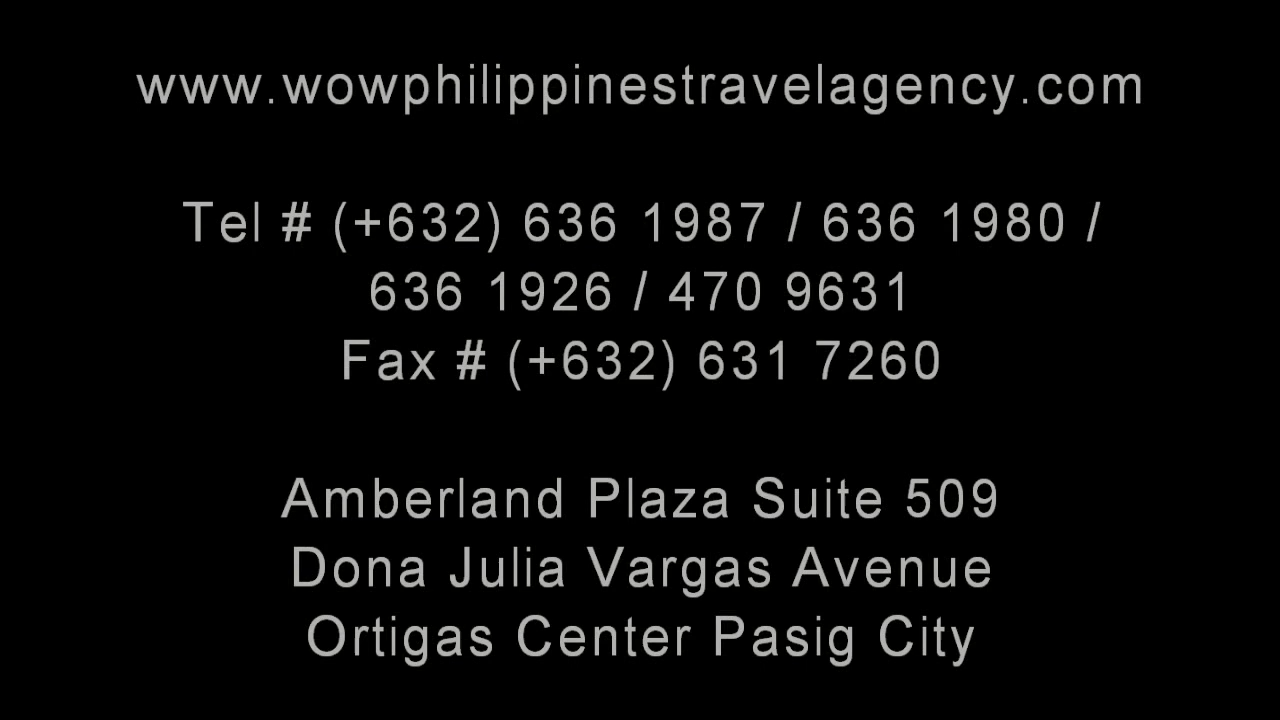 www.wowphilippinestravelagency.com
Tel # (+632) 636 1987 / 636 1980 /
636 1926 / 470 9631
Fax # (+632) 631 7260
Amberland Plaza Suite 509
Dona Julia Vargas Avenue
Ortigas Center Pasig City